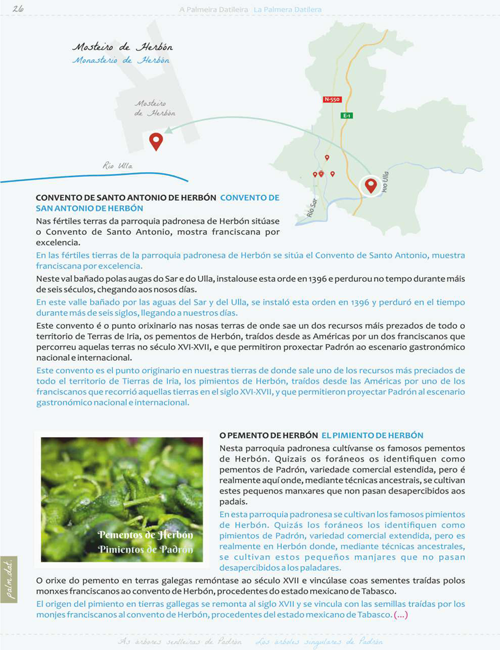 26
A Palmeira Datileira La Palmera Datilera
Mosteiro de Herbón
Monasterio de Herbón
Mosteiro
de Herbón
Río Ulla
N-550
E-1
Río Sar
Río Ulla
CONVENTO DE SANTO ANTONIO DE HERBÓN CONVENTO DE
SAN ANTONIO DE HERBÓN
Nas fértiles terras da parroquia padronesa de Herbón sitúase
o Convento de Santo Antonio, mostra franciscana por
excelencia.
En las fértiles tierras de la parroquia padronesa de Herbón se sitúa el Convento de San Antonio, muestra
franciscana por excelencia.
Neste val bañado polas augas do Sar e do Ulla, instalouse esta orde en 1396 e perdurou no tempo durante máis
de seis séculos, chegando aos nosos días.
En este valle bañado por las aguas del Sar y del Ulla, se instaló esta orden en 1396 y perduró en el tiempo
durante más de seis siglos, llegando a nuestros días.
Este convento é o punto orixinario nas nosas terras de onde sae un dos recursos máis prezados de todo o
territorio de Terras de Iria, os pementos de Herbón, traídos desde as Américas por un dos franciscanos que
percorreu aquelas terras no século XVI-XVII, e que permitiron proxectar Padrón ao escenario gastronómico
nacional e internacional.
Este convento es el punto originario en nuestras tierras de donde sale uno de los recursos más preciados de
todo el territorio de Tierras de Iria, los pimientos de Herbón, traídos desde las Américas por uno de los
franciscanos que recorrió aquellas tierras en el siglo XVI-XVII, y que permitieron proyectar Padrón al escenario
gastronómico nacional e internacional.
O PEMENTO DE HERBÓN EL PIMIENTO DE HERBÓN
Nesta parroquia padronesa cultívanse os famosos pementos
de Herbón. Quizais os foráneos os identifiquen como
pementos de Padrón, variedade comercial estendida, pero é
realmente aquí onde, mediante técnicas ancestrais, se cultivan
estes pequenos manxares que non pasan desapercibidos aos
padais.
En esta parroquia padronesa se cultivan los famosos pimientos
de Herbón. Quizás los foráneos los identifiquen como
pimientos de Padrón, variedad comercial extendida, pero es
realmente en Herbón donde, mediante técnicas ancestrales,
se cultivan estos pequeños manjares que no pasan
desapercibidos a los paladares.
Pementos de Herbón
Pimientos de Padrón
O orixe do pemento en terras galegas remóntase ao século XVII e vincúlase coas sementes traídas polos
monxes franciscanos ao convento de Herbón, procedentes do estado mexicano de Tabasco.
El origen del pimiento en tierras gallegas se remonta al siglo XVII y se vincula con las semillas traídas por los
monjes franciscanos al convento de Herbón, procedentes del estado mexicano de Tabasco. (...)
palm.dat.
As árbores senlleiras de Padrón Los árboles singulares de Padrón